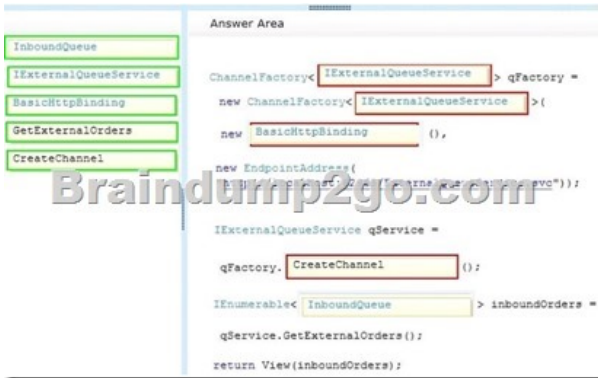 Answer Area
InboundQueue
IExternalQueueService
BasicHttpBinding
GetExternalOrders
CreateChannel
ChannelFactory< IExternalQueueService > qFactory =
new ChannelFactory< IExternalQueueService >(
new BasicHttpBinding (),
new EndpointAddress(
svc"));
Braindump2go.com
IExternalQueueService qService =
qFactory. CreateChannel ();
IEnumerable< InboundQueue > inboundOrders =
qService.GetExternalOrders();
return View(inboundOrders);